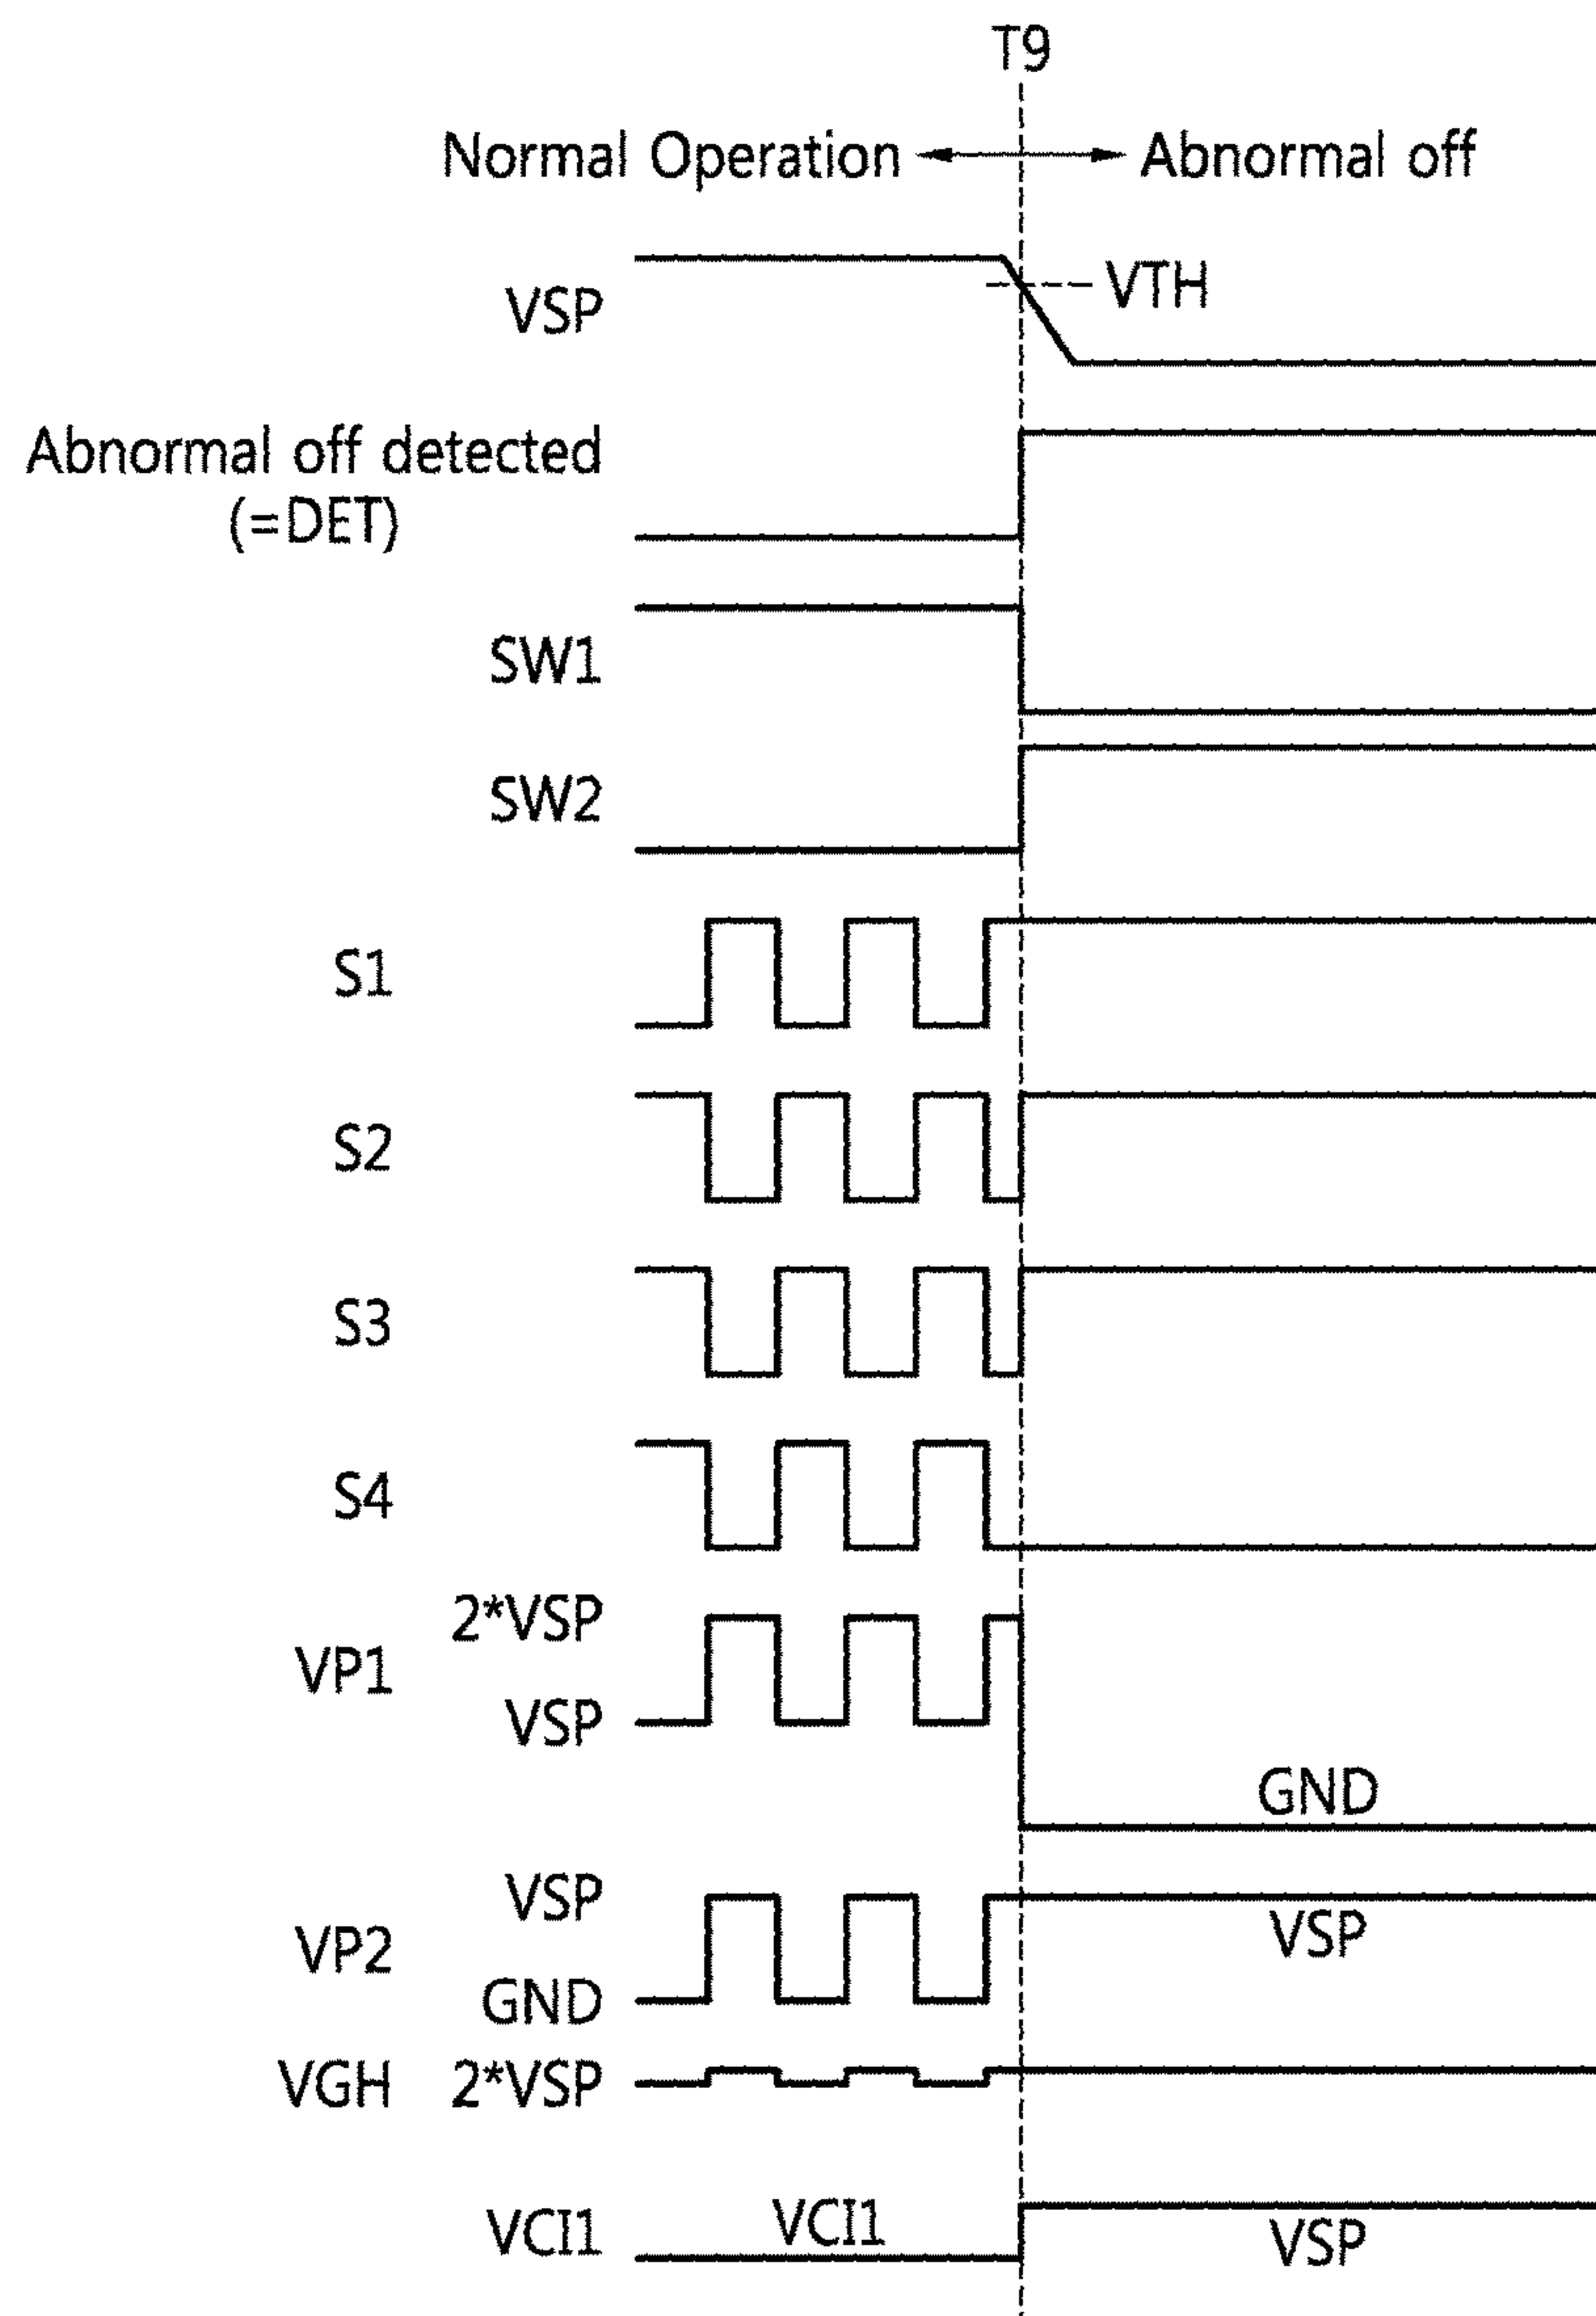 T9
Normal Operation
Abnormal off
VSP
VTH
Abnormal off detected
(=DET)
SW1
SW2
S1
S2
S3
S4
2*VSP
VP1
VSP
GND
VSP
VP2
VSP
GND
VGH
2*VSP
VCI1
VCI1
VSP